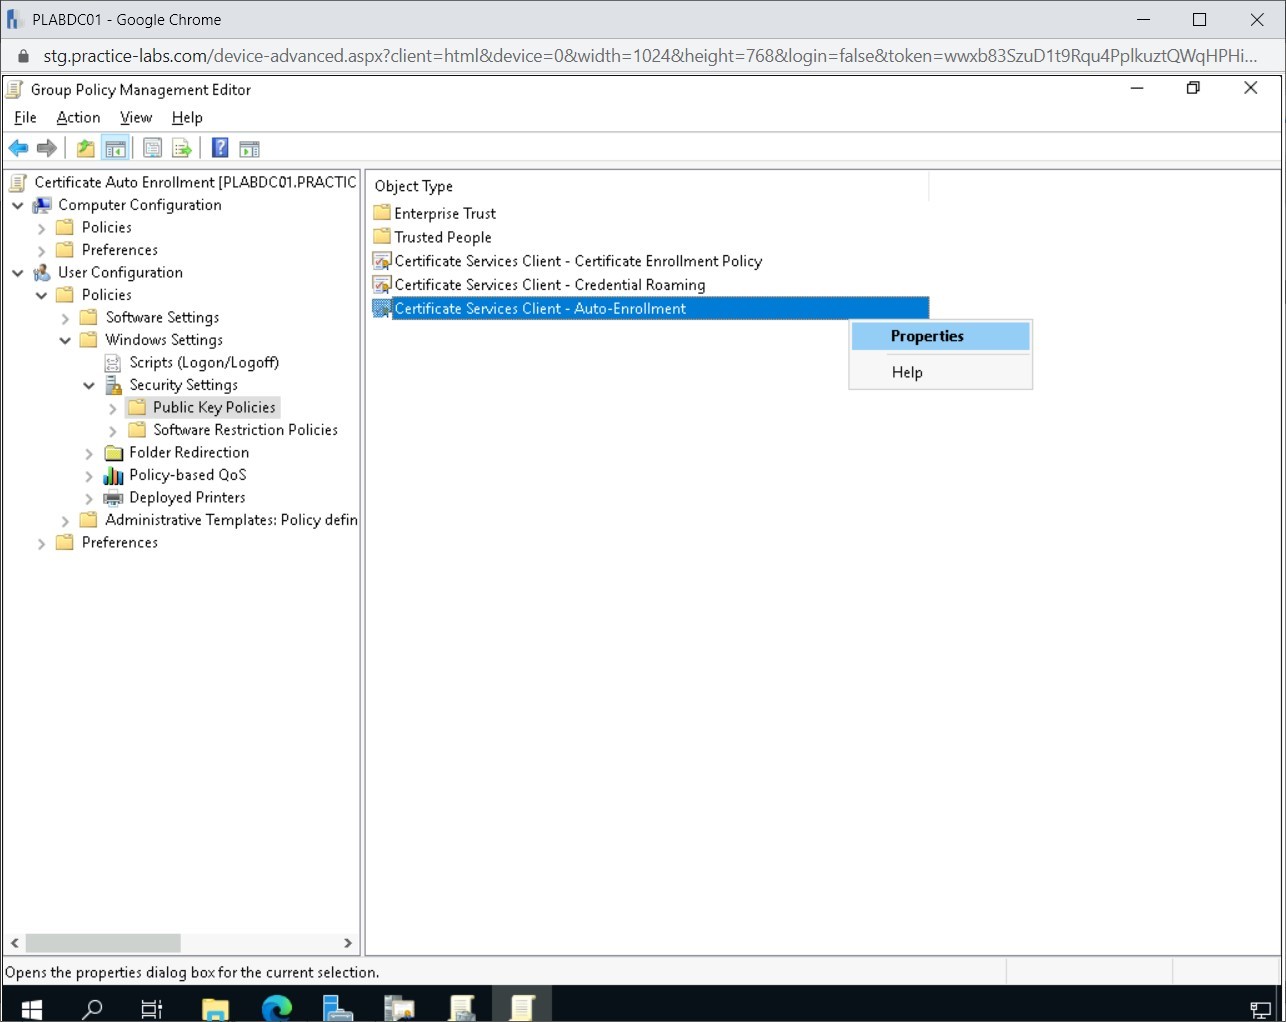 PLABDC01 - Google Chrome
stg.practice-labs.com/device-advanced.aspx?client=html&device=0&width=1024&height=768&login=false&token=wwxb83SzuD1t9Rqu4PplkuztQWqHPHi...
Group Policy Management Editor
File Action View Help
Certificate Auto Enrollment [PLABDC01.PRACTIC
Computer Configuration
Policies
Preferences
User Configuration
Policies
Software Settings
Windows Settings
Scripts (Logon/Logoff)
Security Settings
Public Key Policies
Software Restriction Policies
Folder Redirection
Policy-based QoS
Deployed Printers
Administrative Templates: Policy defin
Preferences
Object Type
Enterprise Trust
Trusted People
Certificate Services Client - Certificate Enrollment Policy
Certificate Services Client - Credential Roaming
Certificate Services Client - Auto-Enrollment
Properties
Help
Opens the properties dialog box for the current selection.